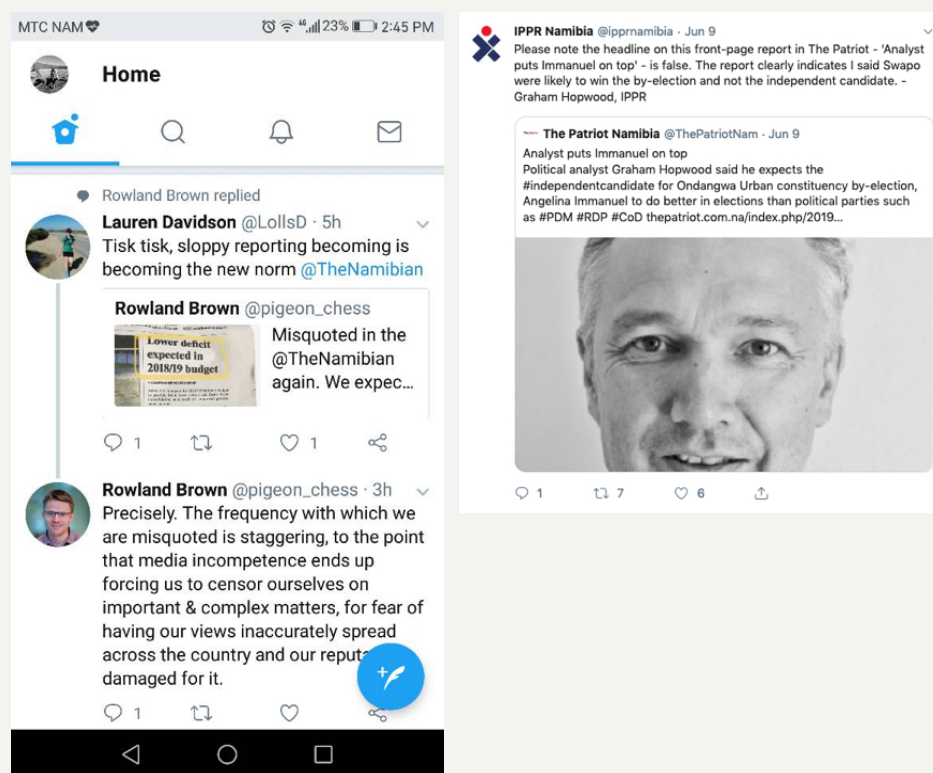 MTC NAM
23% 2:45 PM
Home
Rowland Brown replied
Lauren Davidson @LollsD · 5h
Tisk tisk, sloppy reporting becoming is
becoming the new norm @TheNamibian
Rowland Brown @pigeon_chess
Lower deficit
expected in
2018/19 budget
Misquoted in the
@TheNamibian
again. We expec...
1
1
Rowland Brown @pigeon_chess · 3h
Precisely. The frequency with which we
are misquoted is staggering, to the point
that media incompetence ends up
forcing us to censor ourselves on
important & complex matters, for fear of
having our views inaccurately spread
across the country and our reputa
damaged for it.
1
IPPR Namibia @ipprnamibia · Jun 9
Please note the headline on this front-page report in The Patriot - 'Analyst
puts Immanuel on top' - is false. The report clearly indicates I said Swapo
were likely to win the by-election and not the independent candidate. -
Graham Hopwood, IPPR
The Patriot Namibia @ThePatriotNam · Jun 9
Analyst puts Immanuel on top
Political analyst Graham Hopwood said he expects the
#independentcandidate for Ondangwa Urban constituency by-election,
Angelina Immanuel to do better in elections than political parties such
as #PDM #RDP #CoD thepatriot.com.na/index.php/2019...
1
7
6